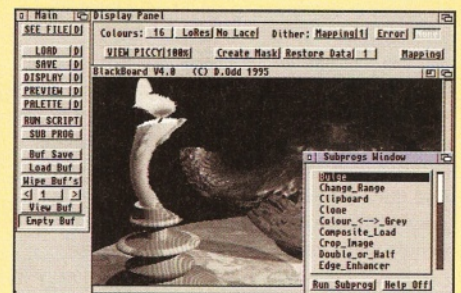 Main
SEE FILE D
LOAD D
SAVE D
DISPLAY D
PREVIEW D
PALETTE D
RUN SCRIPT
SUB PROG
Buf Save
Load Buf
Wipe Buf's
< 1 >
View Buf
Empty Buf
Display Panel
Colours: 16 LoRes No Lace Dither: Mapping 1 Error
VIEW PICCY 100% Create Mask Restore Data 1 Mapping
BlackBoard V4.0 (C) D.Odd 1995
Subprogs Window
Bulge
Change_Range
Clipboard
Clone
Colour_<-->_Grey
Composite_Load
Crop_Image
Double_or_Half
Edge_Enhancer
Run Subprog Help Off